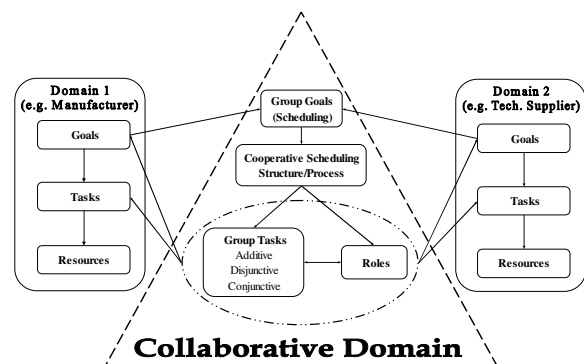 Domain 1
(e.g. Manufacturer)
Goals
Tasks
Resources
Group Goals
(Scheduling)
Cooperative Scheduling
Structure/Process
Group Tasks
Additive
Disjunctive
Conjunctive
Roles
Domain 2
(e.g. Tech. Supplier)
Goals
Tasks
Resources
Collaborative Domain